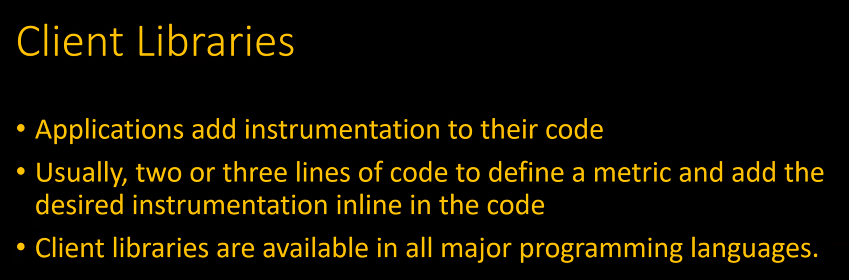 Client Libraries
• Applications add instrumentation to their code
• Usually, two or three lines of code to define a metric and add the
desired instrumentation inline in the code
• Client libraries are available in all major programming languages.